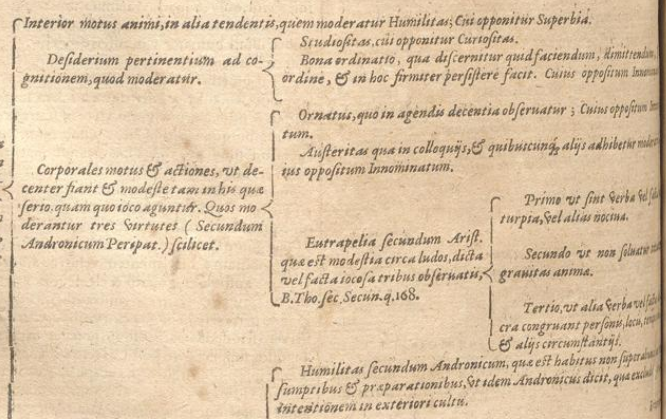 Interior motus animi, in alia tendentis, quem moderatur Humilitas; Cui opponitur Superbia.
Desiderium pertinentium ad co-
gnitionem, quod moderatur.
Studiositas, cui opponitur Curiositas.
Bona ordinatio, qua discernitur quid faciendum, dimittendum,
ordine, & in hoc firmiter persistere facit. Cuius oppositum
Corporales motus & actiones, vt de-
center fiant & modeste tam in his quæ
serio, quam quo ioco aguntur. Quos mo
derantur tres virtutes ( Secundum
Andronicum Peripat.) scilicet.
Ornatus, quo in agendis decentia obseruatur ; Cuius oppositum
tum.
Austeritas qua in colloquijs, & quibuscunq, alijs adhibetur
ius oppositum Innominatum.
Eutrapelia secundum Arist.
quæ est modestia circa ludos, dicta
vel facta iocosa tribus obseruatis,
B.Tho.sec.Secun.q.168.
Primo vt sint verba vel
turpia, vel alias nociua.
Secundo vt non soluatur
grauitas anima.
Tertio, vt alia verba vel
cra congruant personis, locu,
& alijs circumstantijs.
Humilitas secundum Andronicum, quæ est habitus non
sumptibus & præparationibus, vt idem Andronicus dicit, quæ
intentionem in exteriori cultu.